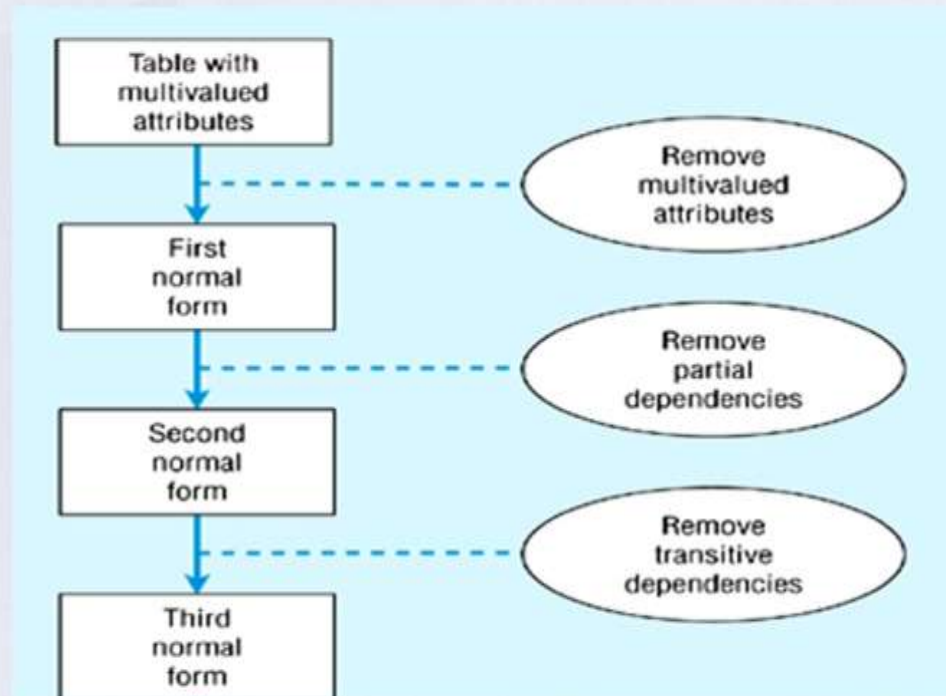 Table with
multivalued
attributes
Remove
multivalued
attributes
First
normal
form
Remove
partial
dependencies
Second
normal
form
Remove
transitive
dependencies
Third
normal
form